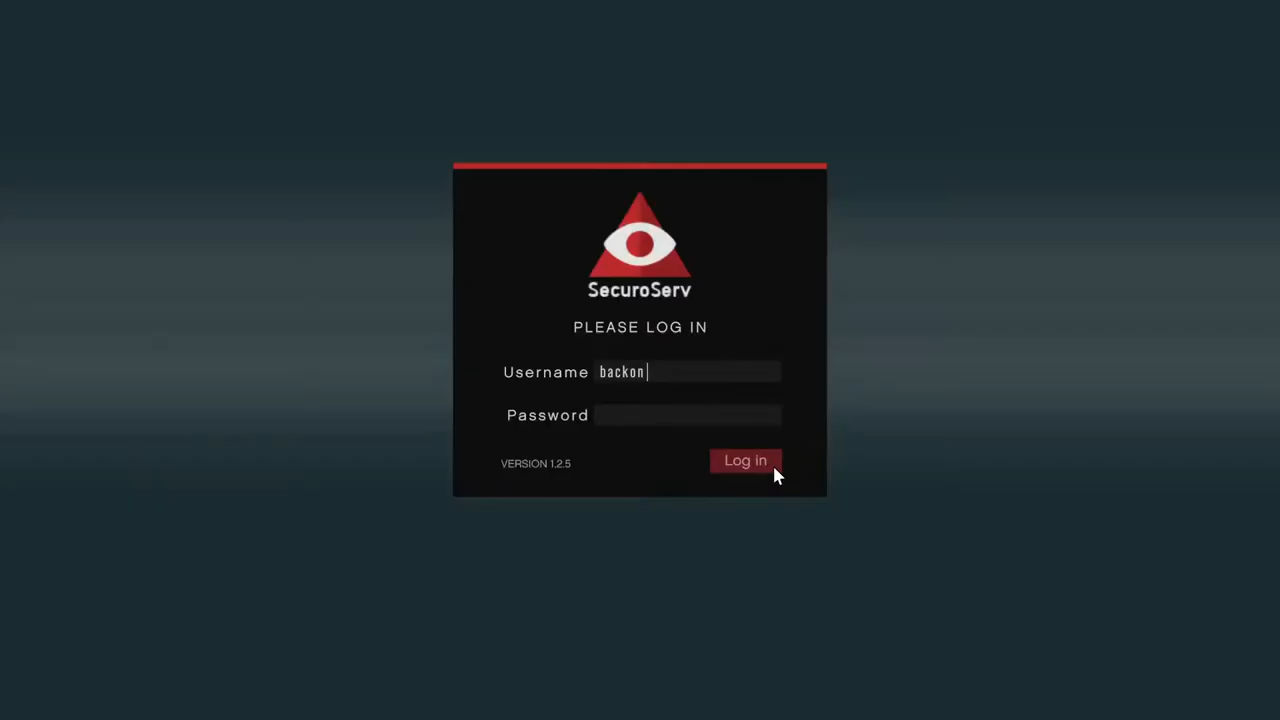 SecuroServ
PLEASE LOG IN
Username backon
Password
VERSION 1.2.5 Log in